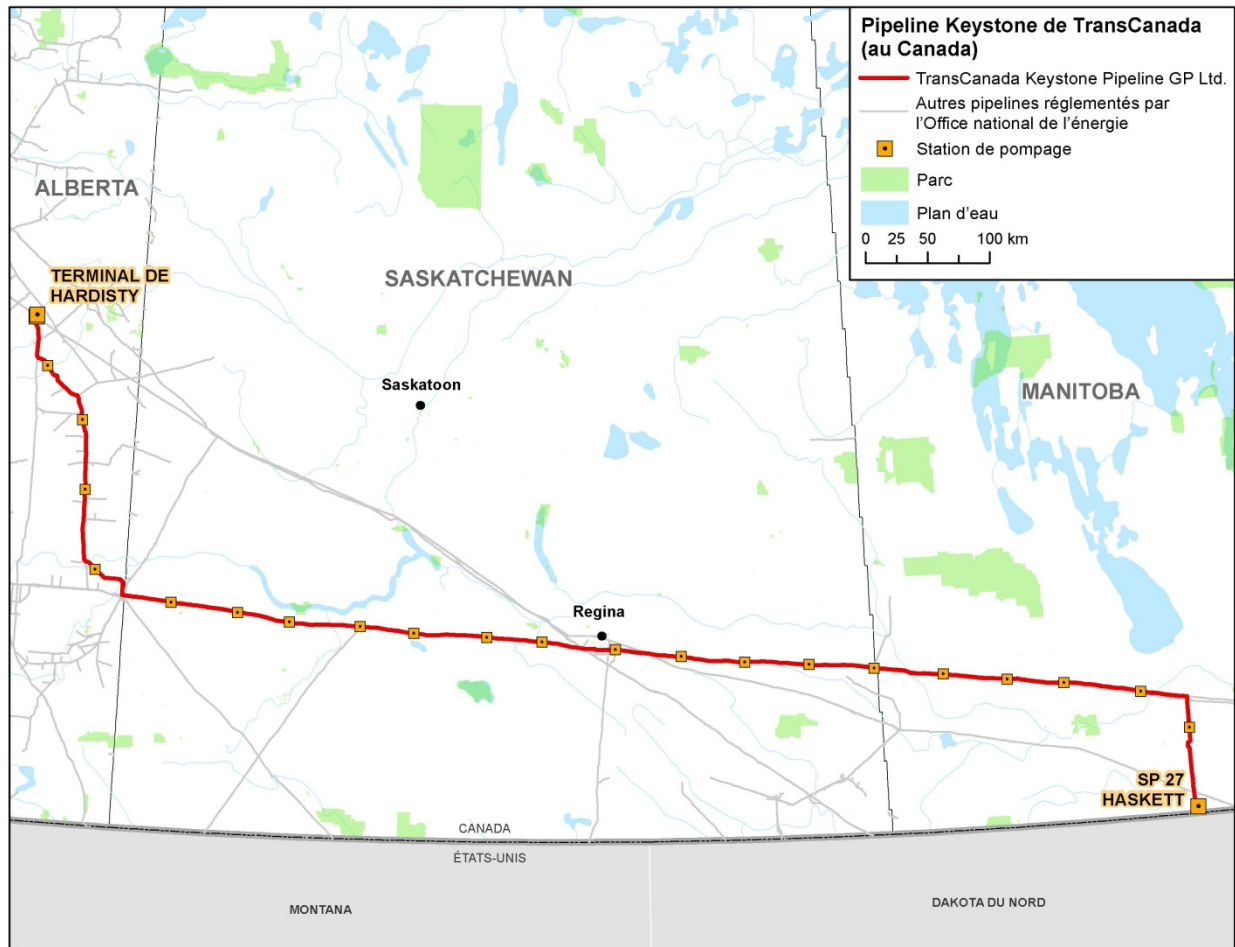 Pipeline Keystone de TransCanada
(au Canada)
TransCanada Keystone Pipeline GP Ltd.
Autres pipelines réglementés par
l'Office national de l'énergie
Station de pompage
Parc
Plan d'eau
0 25 50 100 km
ALBERTA
TERMINAL DE
HARDISTY
SASKATCHEWAN
Saskatoon
MANITOBA
Regina
SP 27
HASKETT
CANADA
ÉTATS-UNIS
MONTANA
DAKOTA DU NORD